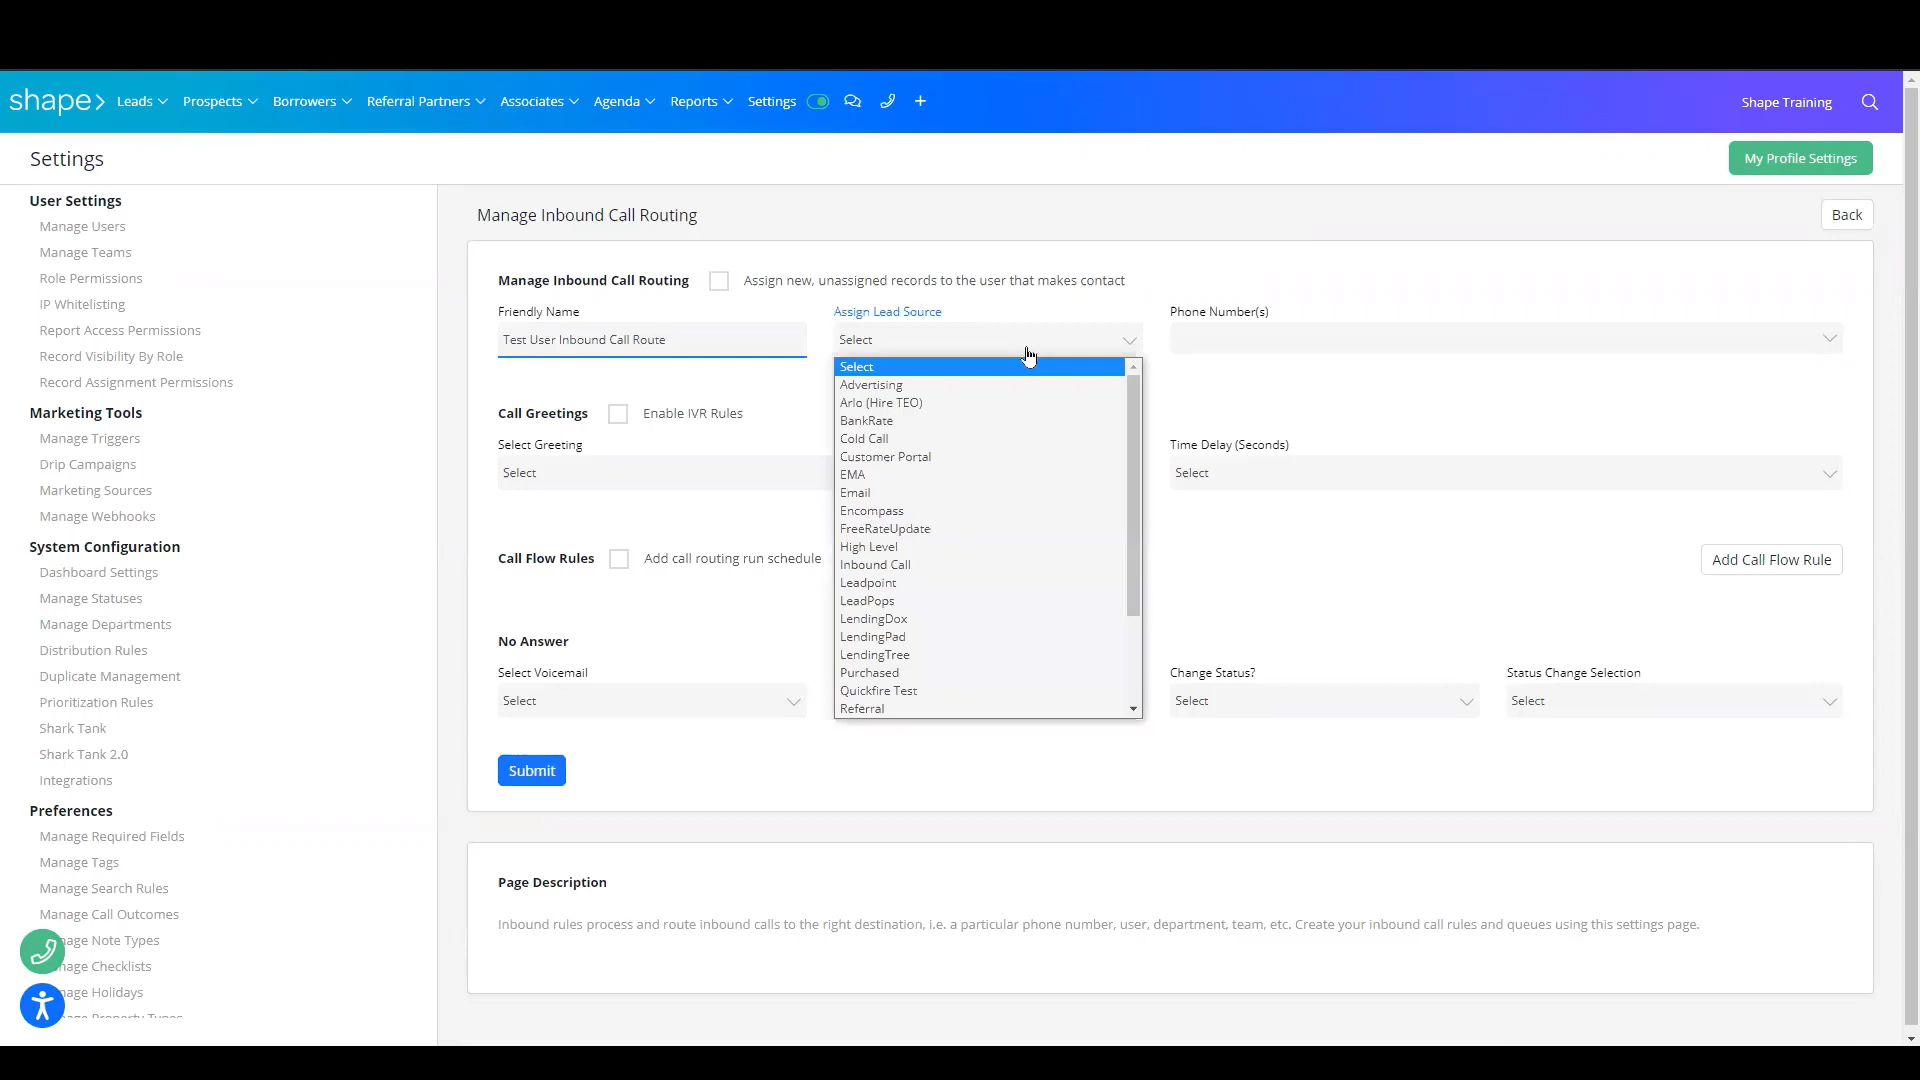 shape> Leads Prospects Borrowers Referral Partners Associates Agenda Reports Settings Shape Training
Settings
My Profile Settings
User Settings
Manage Users
Manage Teams
Role Permissions
IP Whitelisting
Report Access Permissions
Record Visibility By Role
Record Assignment Permissions
Marketing Tools
Manage Triggers
Drip Campaigns
Marketing Sources
Manage Webhooks
System Configuration
Dashboard Settings
Manage Statuses
Manage Departments
Distribution Rules
Duplicate Management
Prioritization Rules
Shark Tank
Shark Tank 2.0
Integrations
Preferences
Manage Required Fields
Manage Tags
Manage Search Rules
Manage Call Outcomes
nage Note Types
nage Checklists
nage Holidays
Manage Inbound Call Routing
Back
Manage Inbound Call Routing Assign new, unassigned records to the user that makes contact
Friendly Name Assign Lead Source Phone Number(s)
Test User Inbound Call Route Select
Select
Advertising
Arlo (Hire TEO)
BankRate
Cold Call
Customer Portal
EMA
Email
Encompass
FreeRateUpdate
High Level
Inbound Call
Leadpoint
LeadPops
LendingDox
LendingPad
LendingTree
Purchased
Quickfire Test
Referral
Call Greetings Enable IVR Rules
Select Greeting Time Delay (Seconds)
Select Select
Call Flow Rules Add call routing run schedule Add Call Flow Rule
No Answer
Select Voicemail Change Status? Status Change Selection
Select Select Select
Submit
Page Description
Inbound rules process and route inbound calls to the right destination, i.e. a particular phone number, user, department, team, etc. Create your inbound call rules and queues using this settings page.